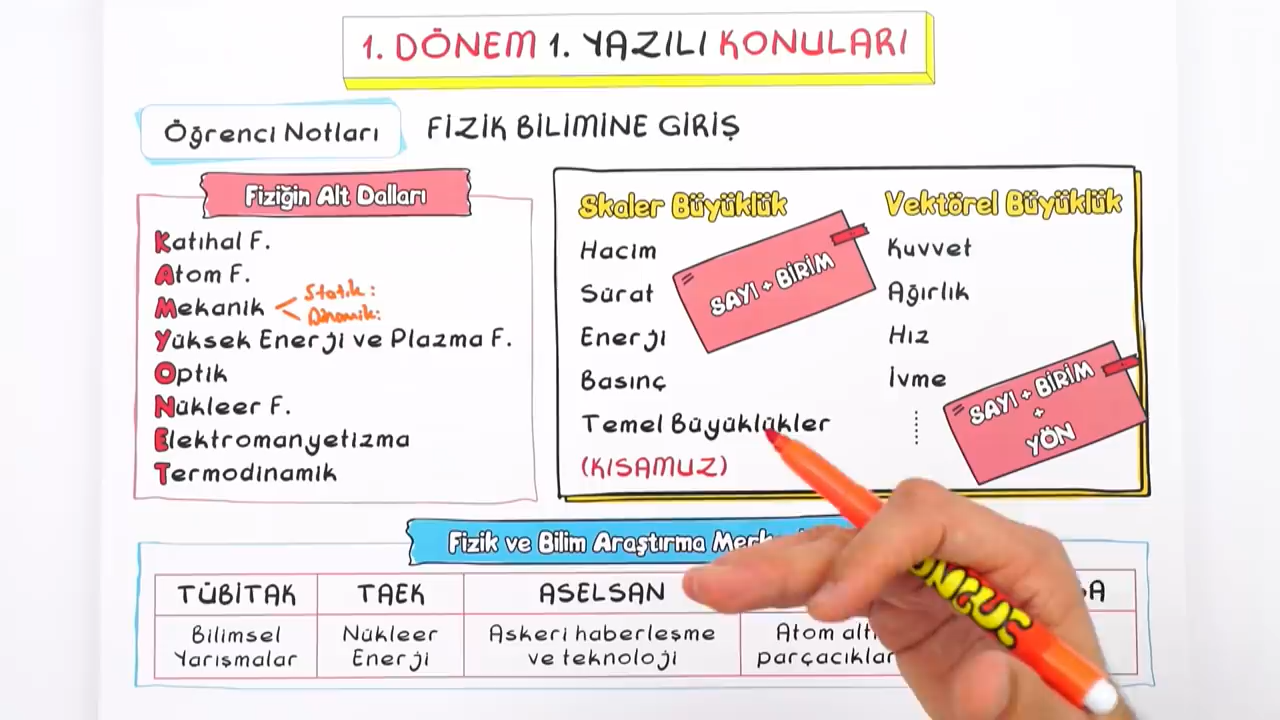 1. DÖNEM 1. YAZILI KONULARI
Öğrenci Notları
FİZİK BİLİMİNE GİRİŞ
Fiziğin Alt Dalları
Katıhal F.
Atom F.
Mekanik
Statik:
Dinamik:
Yüksek Enerji ve Plazma F.
Optik
Nükleer F.
Elektromanyetizma
Termodinamik
Skaler Büyüklük
Hacim
Sürat
Enerji
Basınç
Temel Büyüklükler
(KISAMUZ)
SAYI + BİRİM
Vektörel Büyüklük
Kuvvet
Ağırlık
Hız
İvme
SAYI + BİRİM
+
YÖN
Fizik ve Bilim Araştırma
TÜBİTAK
TAEK
ASELSAN
Bilimsel
Yarışmalar
Nükleer
Enerji
Askeri haberleşme
ve teknoloji
Atom